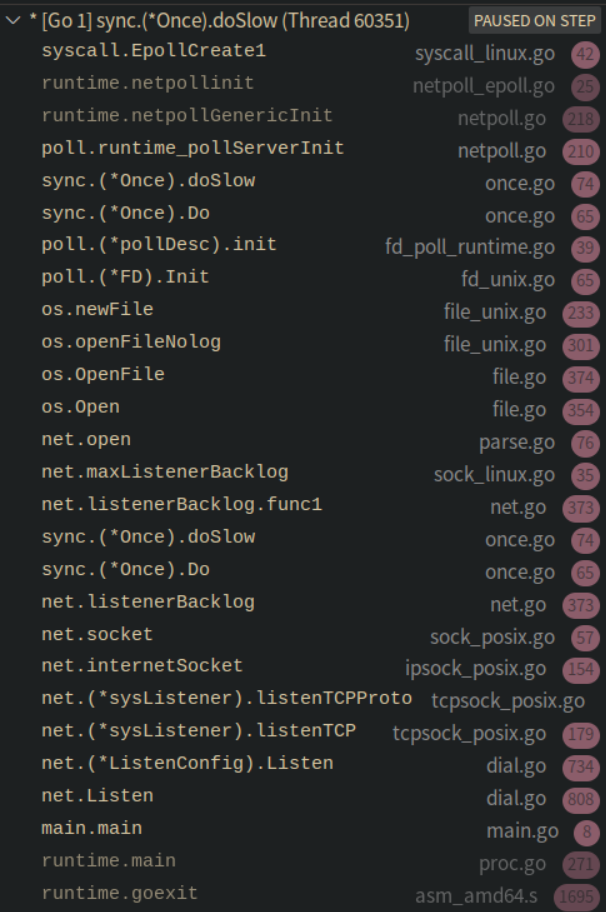 * [Go 1] sync.(*Once).doSlow (Thread 60351) PAUSED ON STEP
syscall.EpollCreate1 syscall_linux.go 42
runtime.netpollinit netpoll_epoll.go 25
runtime.netpollGenericInit netpoll.go 218
poll.runtime_pollServerInit netpoll.go 210
sync.(*Once).doSlow once.go 74
sync.(*Once).Do once.go 65
poll.(*pollDesc).init fd_poll_runtime.go 39
poll.(*FD).Init fd_unix.go 65
os.newFile file_unix.go 233
os.openFileNolog file_unix.go 301
os.OpenFile file.go 374
os.Open file.go 354
net.open parse.go 76
net.maxListenerBacklog sock_linux.go 35
net.listenerBacklog.func1 net.go 373
sync.(*Once).doSlow once.go 74
sync.(*Once).Do once.go 65
net.listenerBacklog net.go 373
net.socket sock_posix.go 57
net.internetSocket ipsock_posix.go 154
net.(*sysListener).listenTCPProto tcpsock_posix.go
net.(*sysListener).listenTCP tcpsock_posix.go 179
net.(*ListenConfig).Listen dial.go 734
net.Listen dial.go 808
main.main main.go 8
runtime.main proc.go 271
runtime.goexit asm_amd64.s 1695